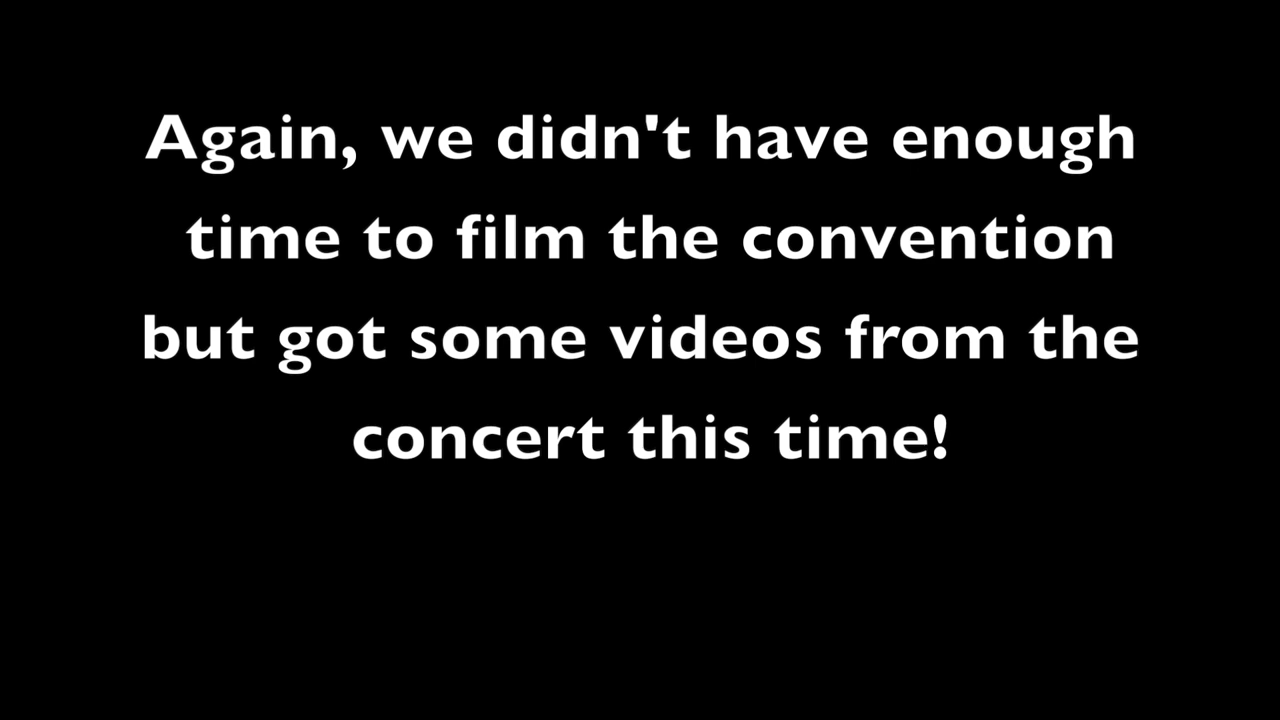 Again, we didn't have enough
time to film the convention
but got some videos from the
concert this time!